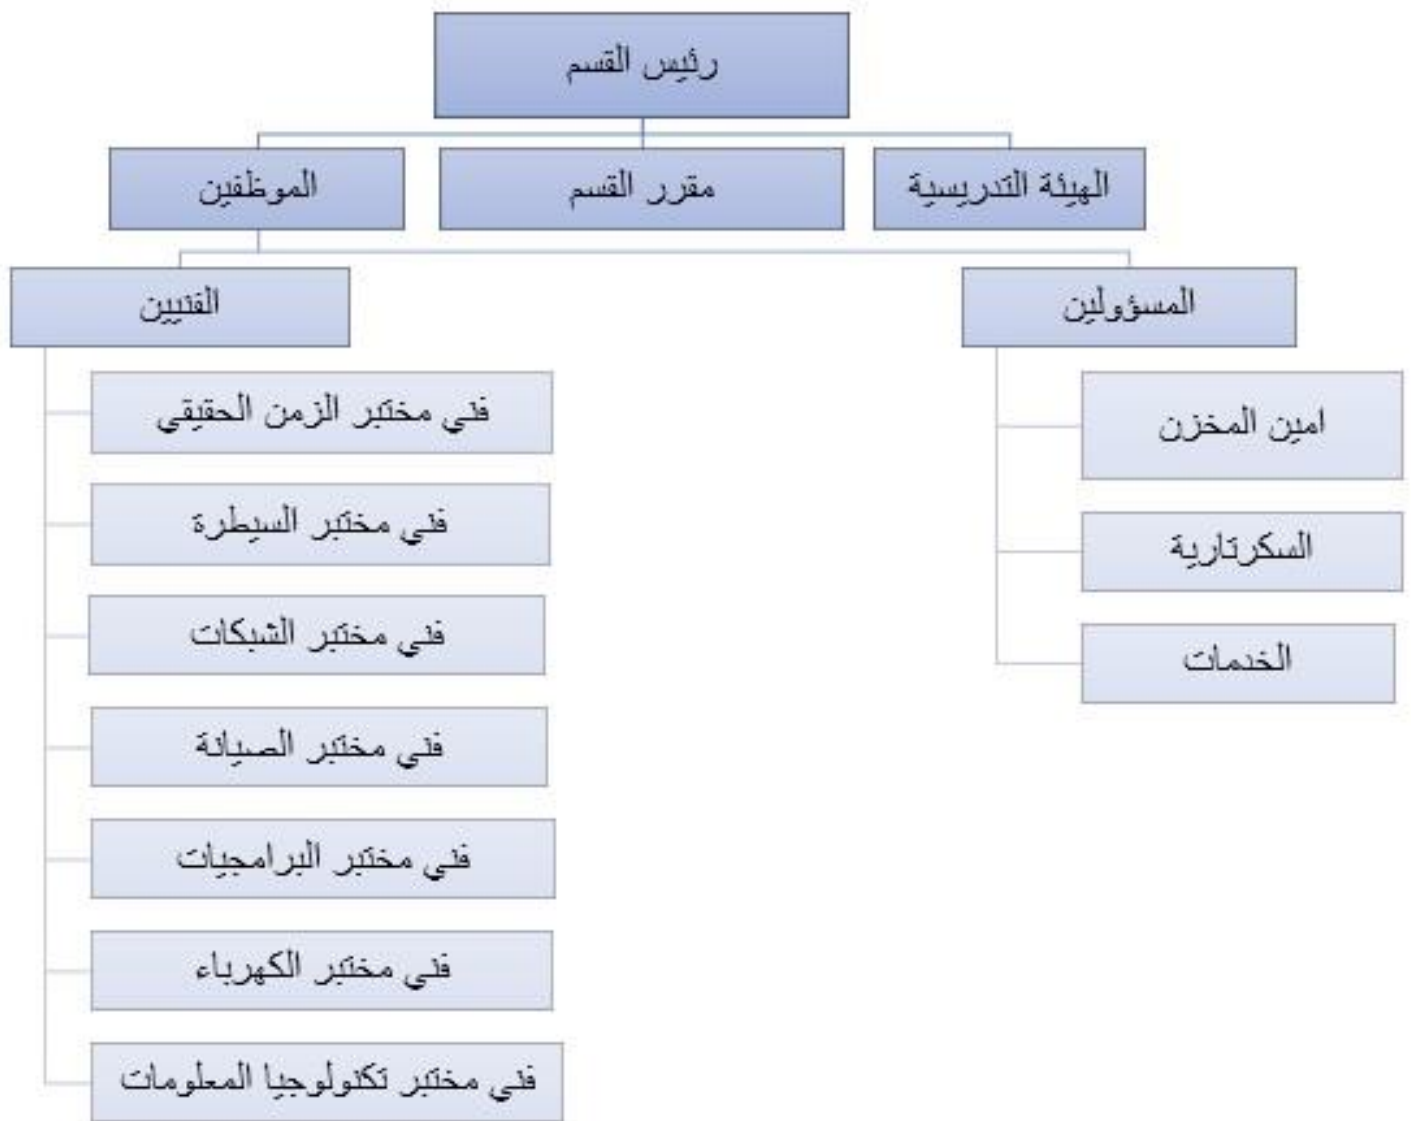 رئيس القسم
الهيئة التدريسية
مقرر القسم
الموظفين
المسؤولين
امين المخزن
السكرتارية
الخدمات
الفنيين
فني مختبر الزمن الحقيقي
فني مختبر السيطرة
فني مختبر الشبكات
فني مختبر الصيانة
فني مختبر البرامجيات
فني مختبر الكهرباء
فني مختبر تكنولوجيا المعلومات